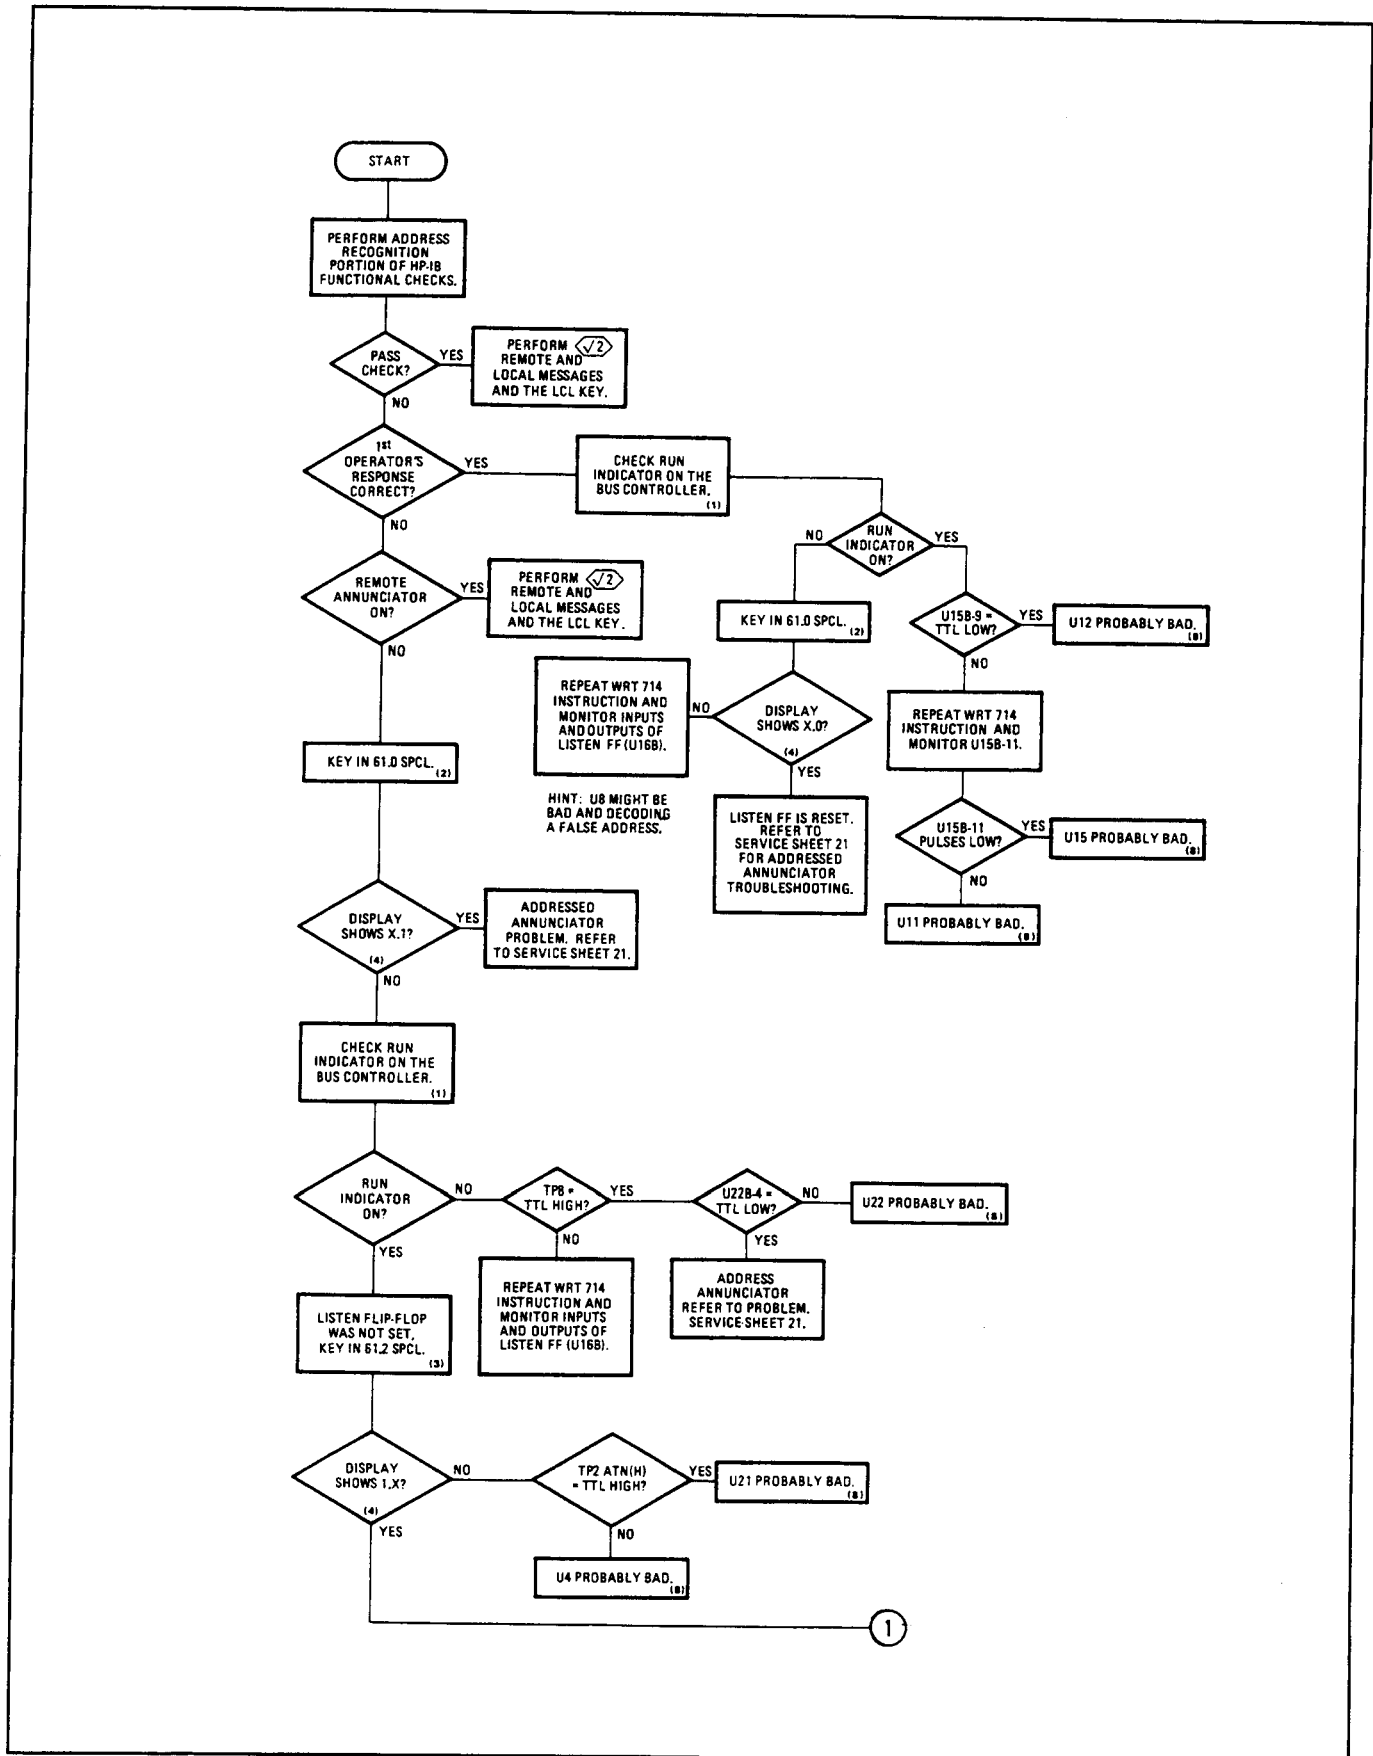 START
PERFORM ADDRESS
RECOGNITION
PORTION OF HP-IB
FUNCTIONAL CHECKS.
PASS
CHECK?
YES
NO
PERFORM √2
REMOTE AND
LOCAL MESSAGES
AND THE LCL KEY.
1st
OPERATOR'S
RESPONSE
CORRECT?
YES
NO
CHECK RUN
INDICATOR ON THE
BUS CONTROLLER.
(1)
RUN
INDICATOR
ON?
NO
YES
REMOTE
ANNUNCIATOR
ON?
YES
NO
PERFORM √2
REMOTE AND
LOCAL MESSAGES
AND THE LCL KEY.
KEY IN 61.0 SPCL.
(2)
U15B-9 =
TTL LOW?
YES
NO
U12 PROBABLY BAD.
(8)
REPEAT WRT 714
INSTRUCTION AND
MONITOR INPUTS
AND OUTPUTS OF
LISTEN FF (U16B).
NO
DISPLAY
SHOWS X.0?
(4)
YES
REPEAT WRT 714
INSTRUCTION AND
MONITOR U15B-11.
KEY IN 61.0 SPCL.
(2)
HINT: U8 MIGHT BE
BAD AND DECODING
A FALSE ADDRESS.
LISTEN FF IS RESET.
REFER TO
SERVICE SHEET 21
FOR ADDRESSED
ANNUNCIATOR
TROUBLESHOOTING.
U15B-11
PULSES LOW?
YES
NO
U15 PROBABLY BAD.
(8)
U11 PROBABLY BAD.
(8)
DISPLAY
SHOWS X.1?
(4)
YES
NO
ADDRESSED
ANNUNCIATOR
PROBLEM. REFER
TO SERVICE SHEET 21.
CHECK RUN
INDICATOR ON THE
BUS CONTROLLER.
(1)
RUN
INDICATOR
ON?
NO
YES
TP8 =
TTL HIGH?
YES
NO
U22B-4 =
TTL LOW?
NO
YES
U22 PROBABLY BAD.
(8)
REPEAT WRT 714
INSTRUCTION AND
MONITOR INPUTS
AND OUTPUTS OF
LISTEN FF (U16B).
ADDRESS
ANNUNCIATOR
REFER TO PROBLEM.
SERVICE-SHEET 21.
LISTEN FLIP-FLOP
WAS NOT SET,
KEY IN 61.2 SPCL.
(3)
DISPLAY
SHOWS 1.X?
(4)
NO
YES
TP2 ATN(H)
= TTL HIGH?
YES
NO
U21 PROBABLY BAD.
(8)
U4 PROBABLY BAD.
(8)
1